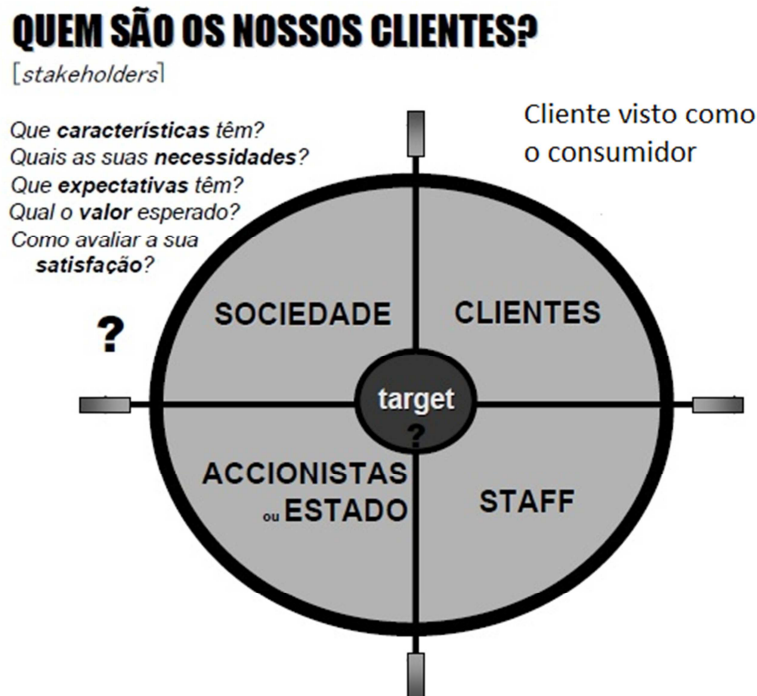 QUEM SÃO OS NOSSOS CLIENTES?
[stakeholders]
Que características têm?
Quais as suas necessidades?
Que expectativas têm?
Qual o valor esperado?
Como avaliar a sua
satisfação?
?
Cliente visto como
o consumidor
SOCIEDADE
CLIENTES
target
?
ACCIONISTAS
ou ESTADO
STAFF